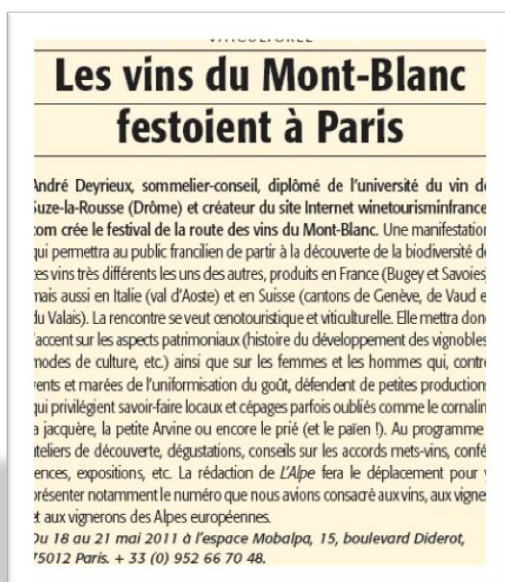 Les vins du Mont-Blanc
festoient à Paris
André Deyrieux, sommelier-conseil, diplômé de l'université du vin de
Suze-la-Rousse (Drôme) et créateur du site Internet winetourisminfrance.
com crée le festival de la route des vins du Mont-Blanc. Une manifestation
qui permettra au public francilien de partir à la découverte de la biodiversité de
ces vins très différents les uns des autres, produits en France (Bugey et Savoies)
mais aussi en Italie (val d'Aoste) et en Suisse (cantons de Genève, de Vaud et
du Valais). La rencontre se veut œnotouristique et viticulturelle. Elle mettra donc
l'accent sur les aspects patrimoniaux (histoire du développement des vignobles,
modes de culture, etc.) ainsi que sur les femmes et les hommes qui, contre
vents et marées de l'uniformisation du goût, défendent de petites productions
qui privilégient savoir-faire locaux et cépages parfois oubliés comme le cornalin,
la jacquère, la petite Arvine ou encore le prié (et le païen !). Au programme :
ateliers de découverte, dégustations, conseils sur les accords mets-vins, confé-
rences, expositions, etc. La rédaction de L'Alpe fera le déplacement pour y
présenter notamment le numéro que nous avions consacré aux vins, aux vignes
et aux vignerons des Alpes européennes.
Du 18 au 21 mai 2011 à l'espace Mobalpa, 15, boulevard Diderot,
75012 Paris. + 33 (0) 952 66 70 48.